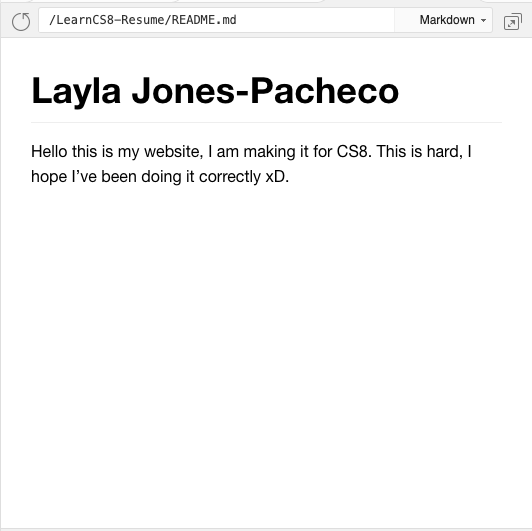 /LearnCS8-Resume/README.md Markdown
Layla Jones-Pacheco
Hello this is my website, I am making it for CS8. This is hard, I
hope I’ve been doing it correctly xD.